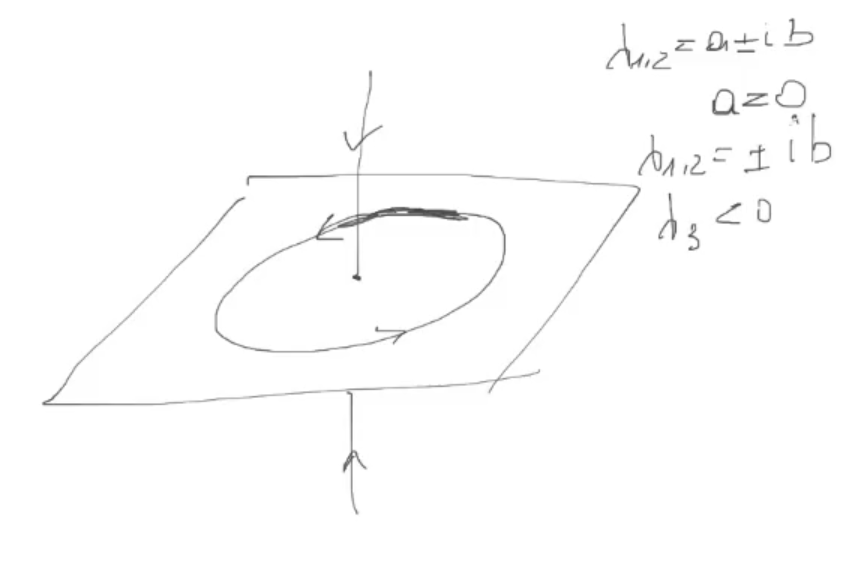 λ₁,₂ = a ± i b
a = 0
λ₁,₂ = ± i b
λ₃ < 0